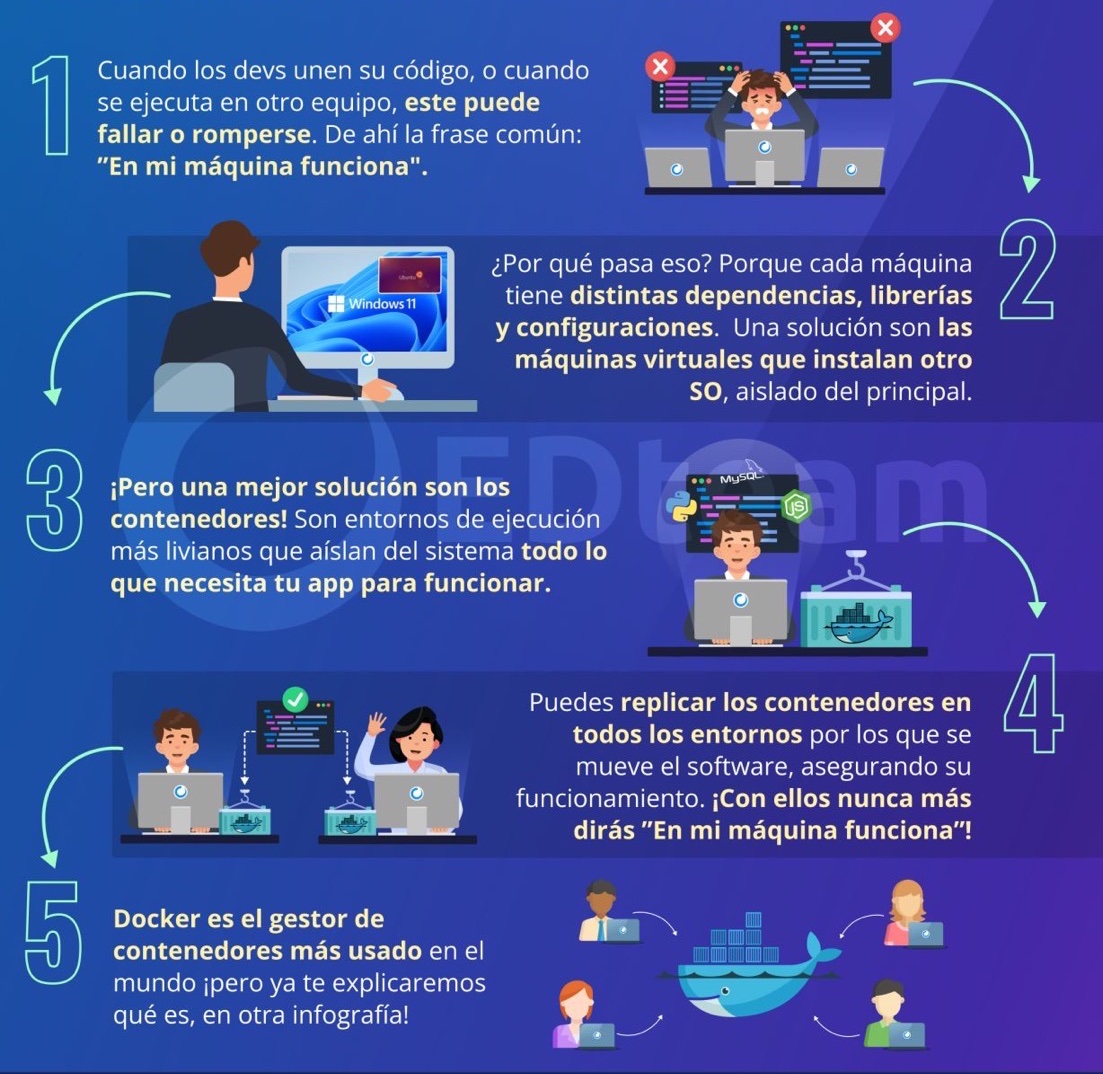 1
Cuando los devs unen su código, o cuando
se ejecuta en otro equipo, este puede
fallar o romperse. De ahí la frase común:
”En mi máquina funciona".
2
Ubuntu
Windows 11
¿Por qué pasa eso? Porque cada máquina
tiene distintas dependencias, librerías
y configuraciones. Una solución son las
máquinas virtuales que instalan otro
SO, aislado del principal.
EDteam
3
¡Pero una mejor solución son los
contenedores! Son entornos de ejecución
más livianos que aíslan del sistema todo lo
que necesita tu app para funcionar.
MySQL
JS
4
Puedes replicar los contenedores en
todos los entornos por los que se
mueve el software, asegurando su
funcionamiento. ¡Con ellos nunca más
dirás ”En mi máquina funciona”!
5
Docker es el gestor de
contenedores más usado en el
mundo ¡pero ya te explicaremos
qué es, en otra infografía!